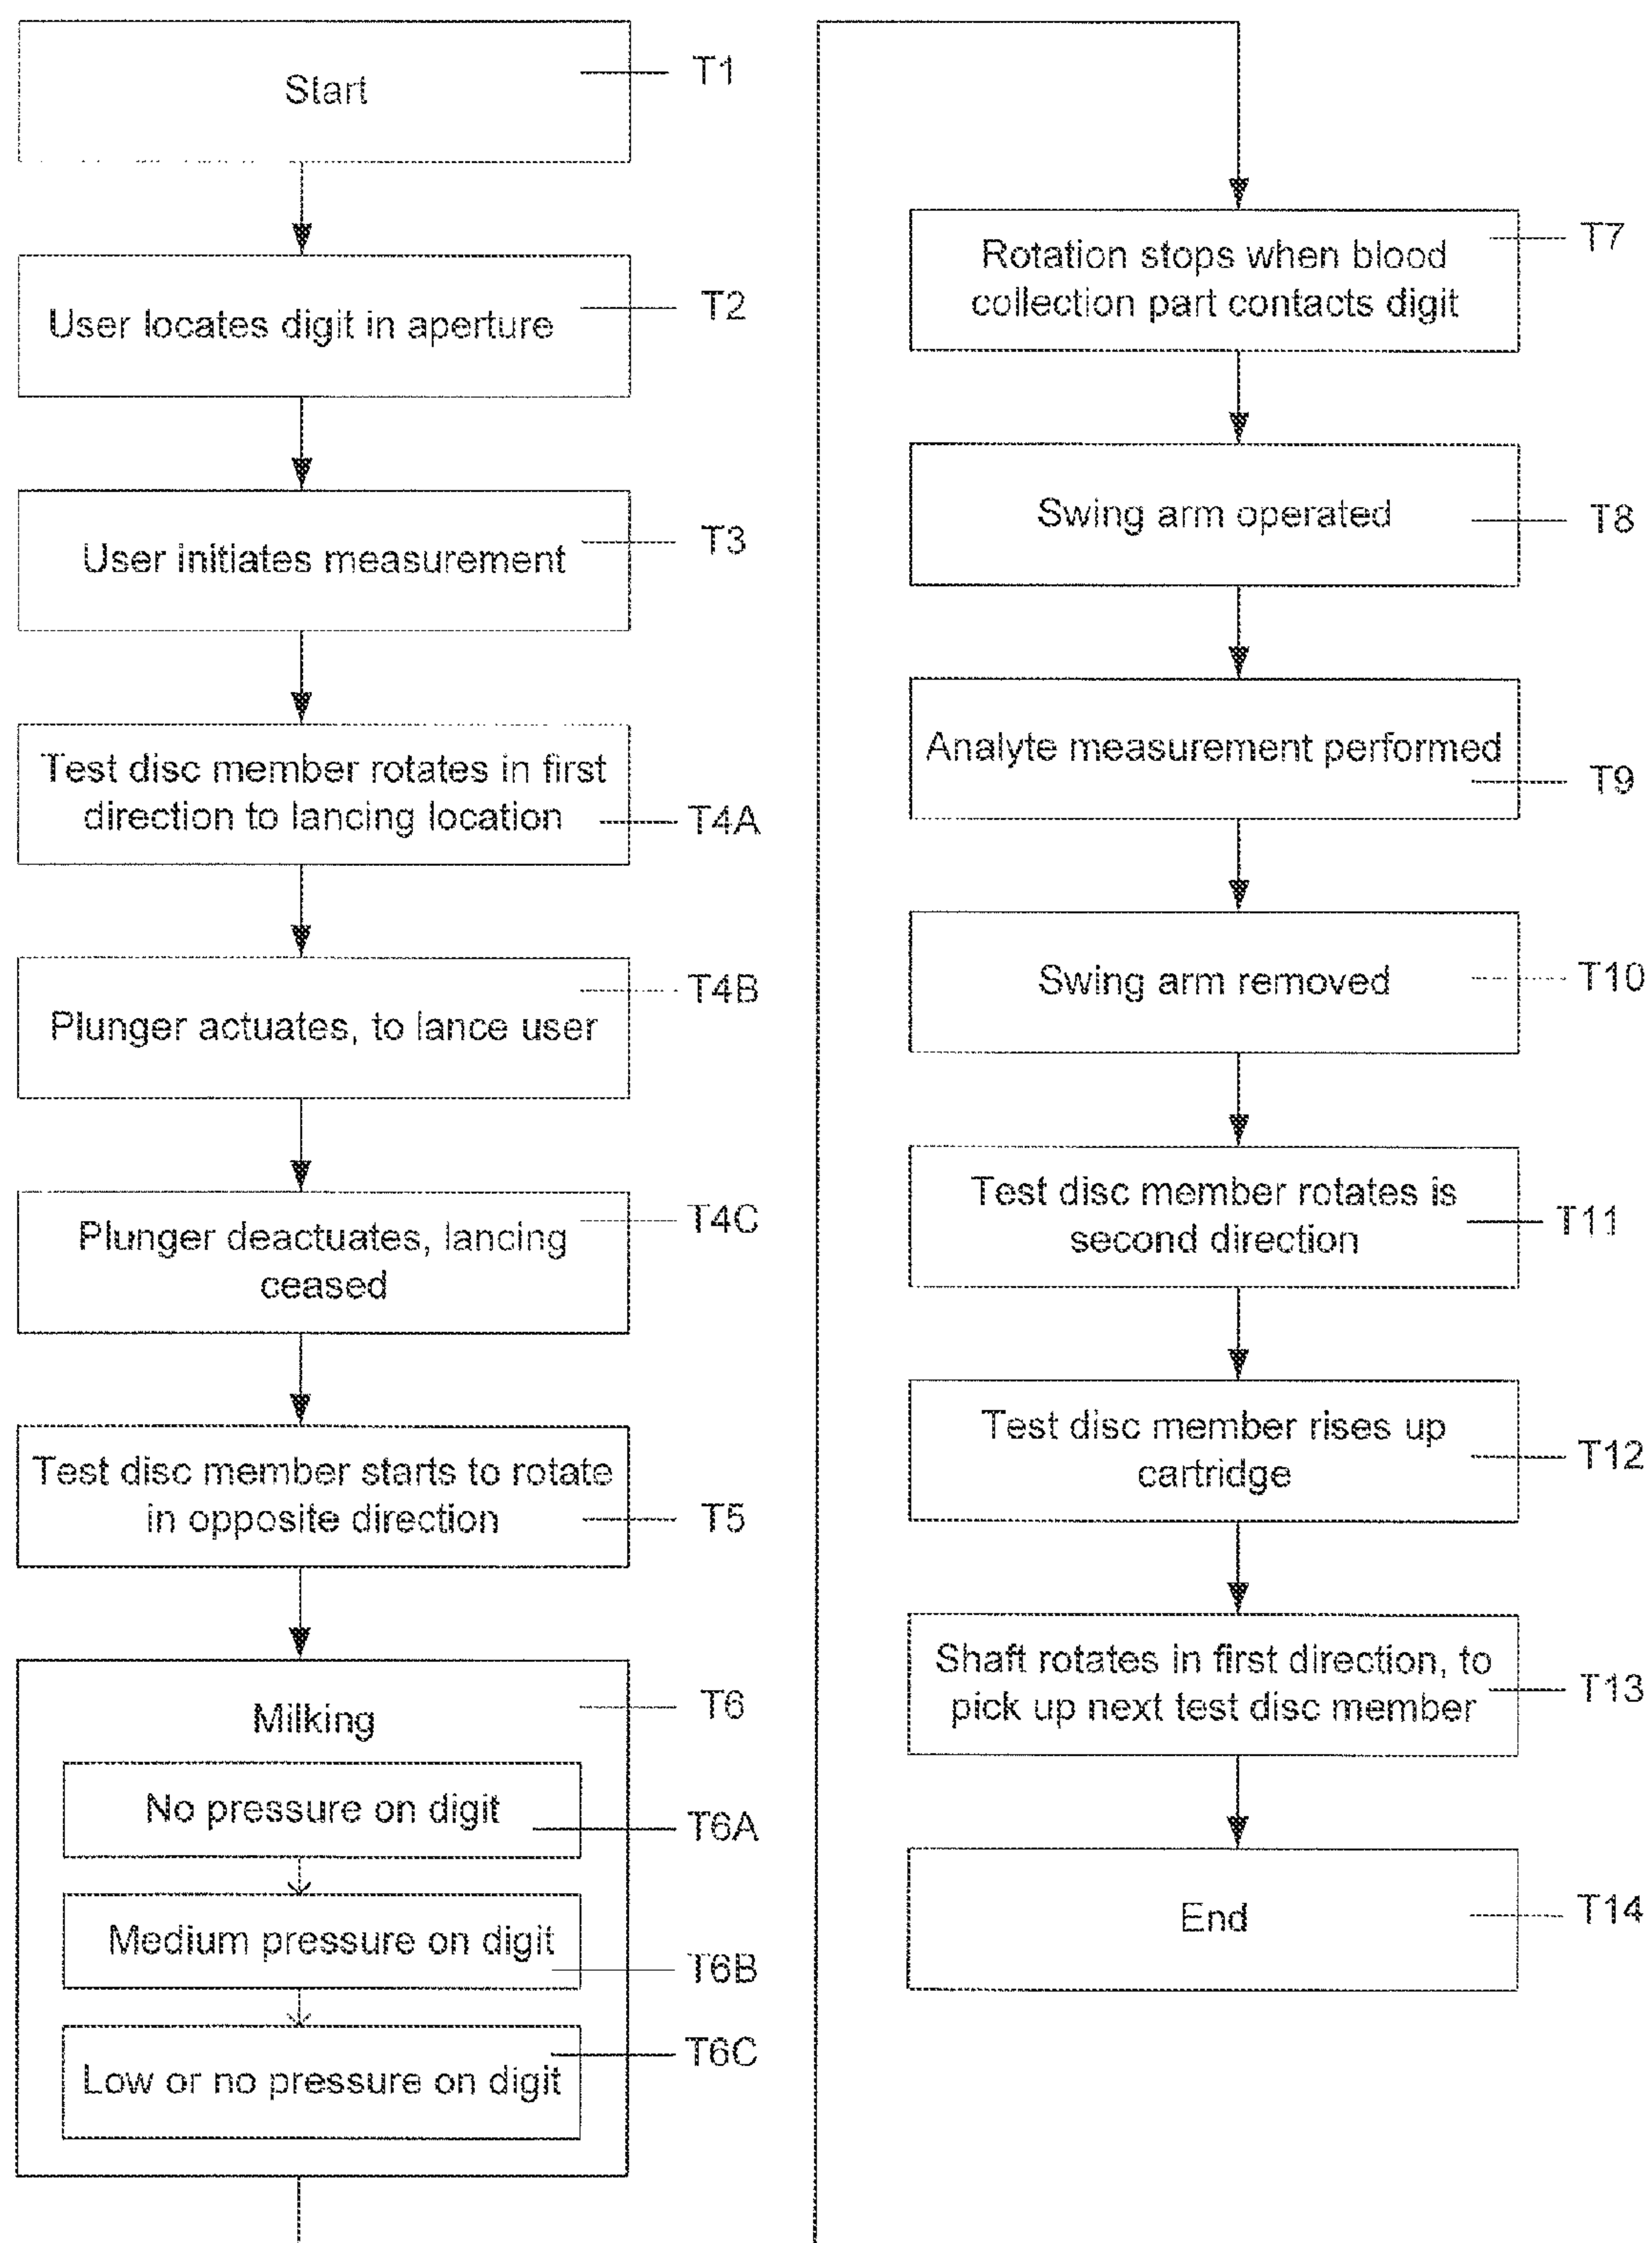 Start
T1
User locates digit in aperture
T2
User initiates measurement
T3
Test disc member rotates in first
direction to lancing location
T4A
Plunger actuates, to lance user
T4B
Plunger deactuates, lancing
ceased
T4C
Test disc member starts to rotate
in opposite direction
T5
Milking
T6
No pressure on digit
T6A
Medium pressure on digit
T6B
Low or no pressure on digit
T6C
Rotation stops when blood
collection part contacts digit
T7
Swing arm operated
T8
Analyte measurement performed
T9
Swing arm removed
T10
Test disc member rotates is
second direction
T11
Test disc member rises up
cartridge
T12
Shaft rotates in first direction, to
pick up next test disc member
T13
End
T14